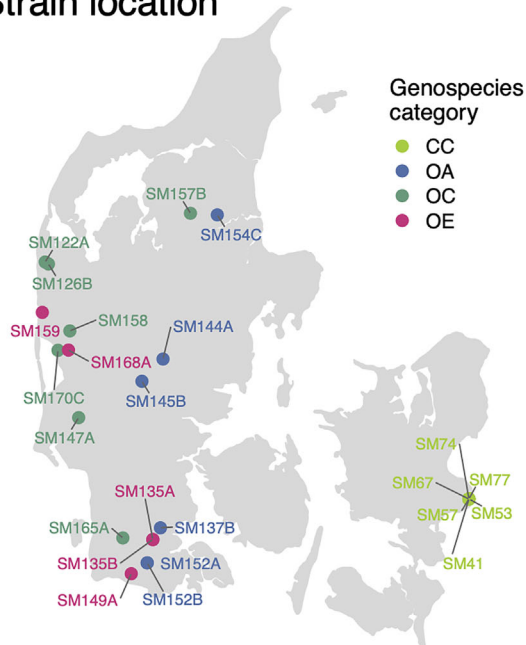 Strain location
Genospecies
category
CC
OA
OC
OE
SM157B
SM154C
SM122A
SM126B
SM159
SM158
SM144A
SM168A
SM145B
SM170C
SM147A
SM74
SM67
SM77
SM57
SM53
SM41
SM135A
SM165A
SM137B
SM135B
SM152A
SM149A
SM152B